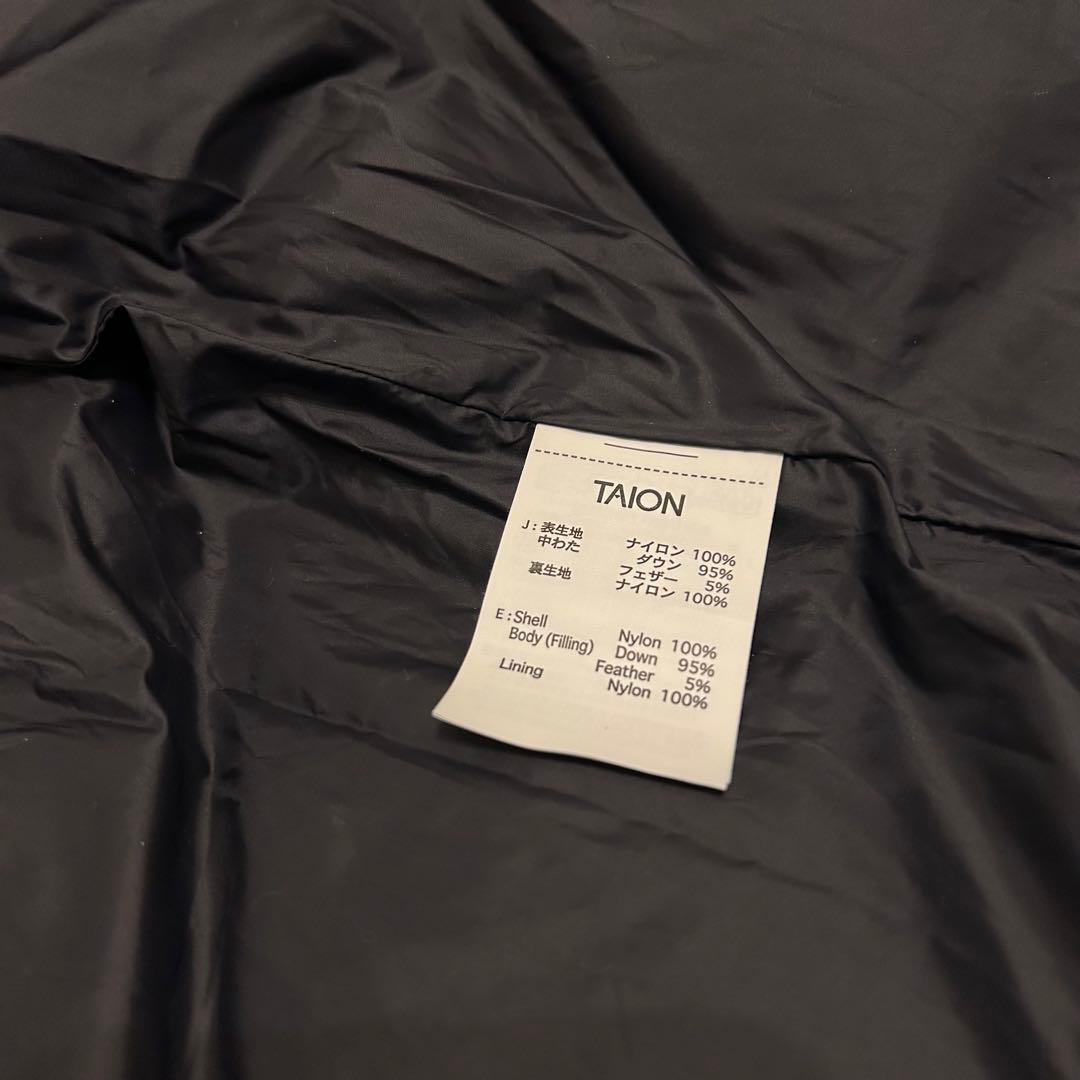 TAION
J:表生地 ナイロン 100%
中わた ダウン 95%
フェザー 5%
裏生地 ナイロン 100%
E:Shell Nylon 100%
Body (Filling) Down 95%
Feather 5%
Lining Nylon 100%